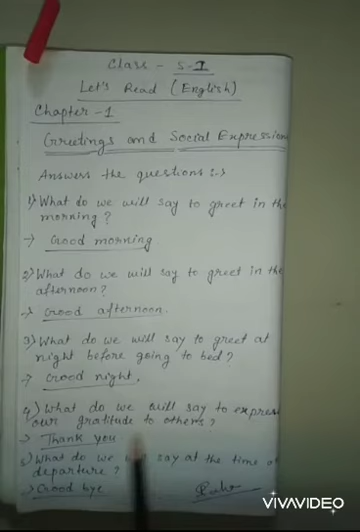 Class - S-I
Let's Read (English)
Chapter-1
Greetings and Social Expression
Answers the questions :->
1) What do we will say to greet in the
morning?
→ Good morning
2) What do we will say to greet in the
afternoon?
→ Good afternoon.
3) What do we will say to greet at
night before going to bed?
→ Good night.
4) What do we will say to express
our gratitude to others?
→ Thank you
5) What do we say at the time of
departure?
→ Good bye
VIVAVIDEO